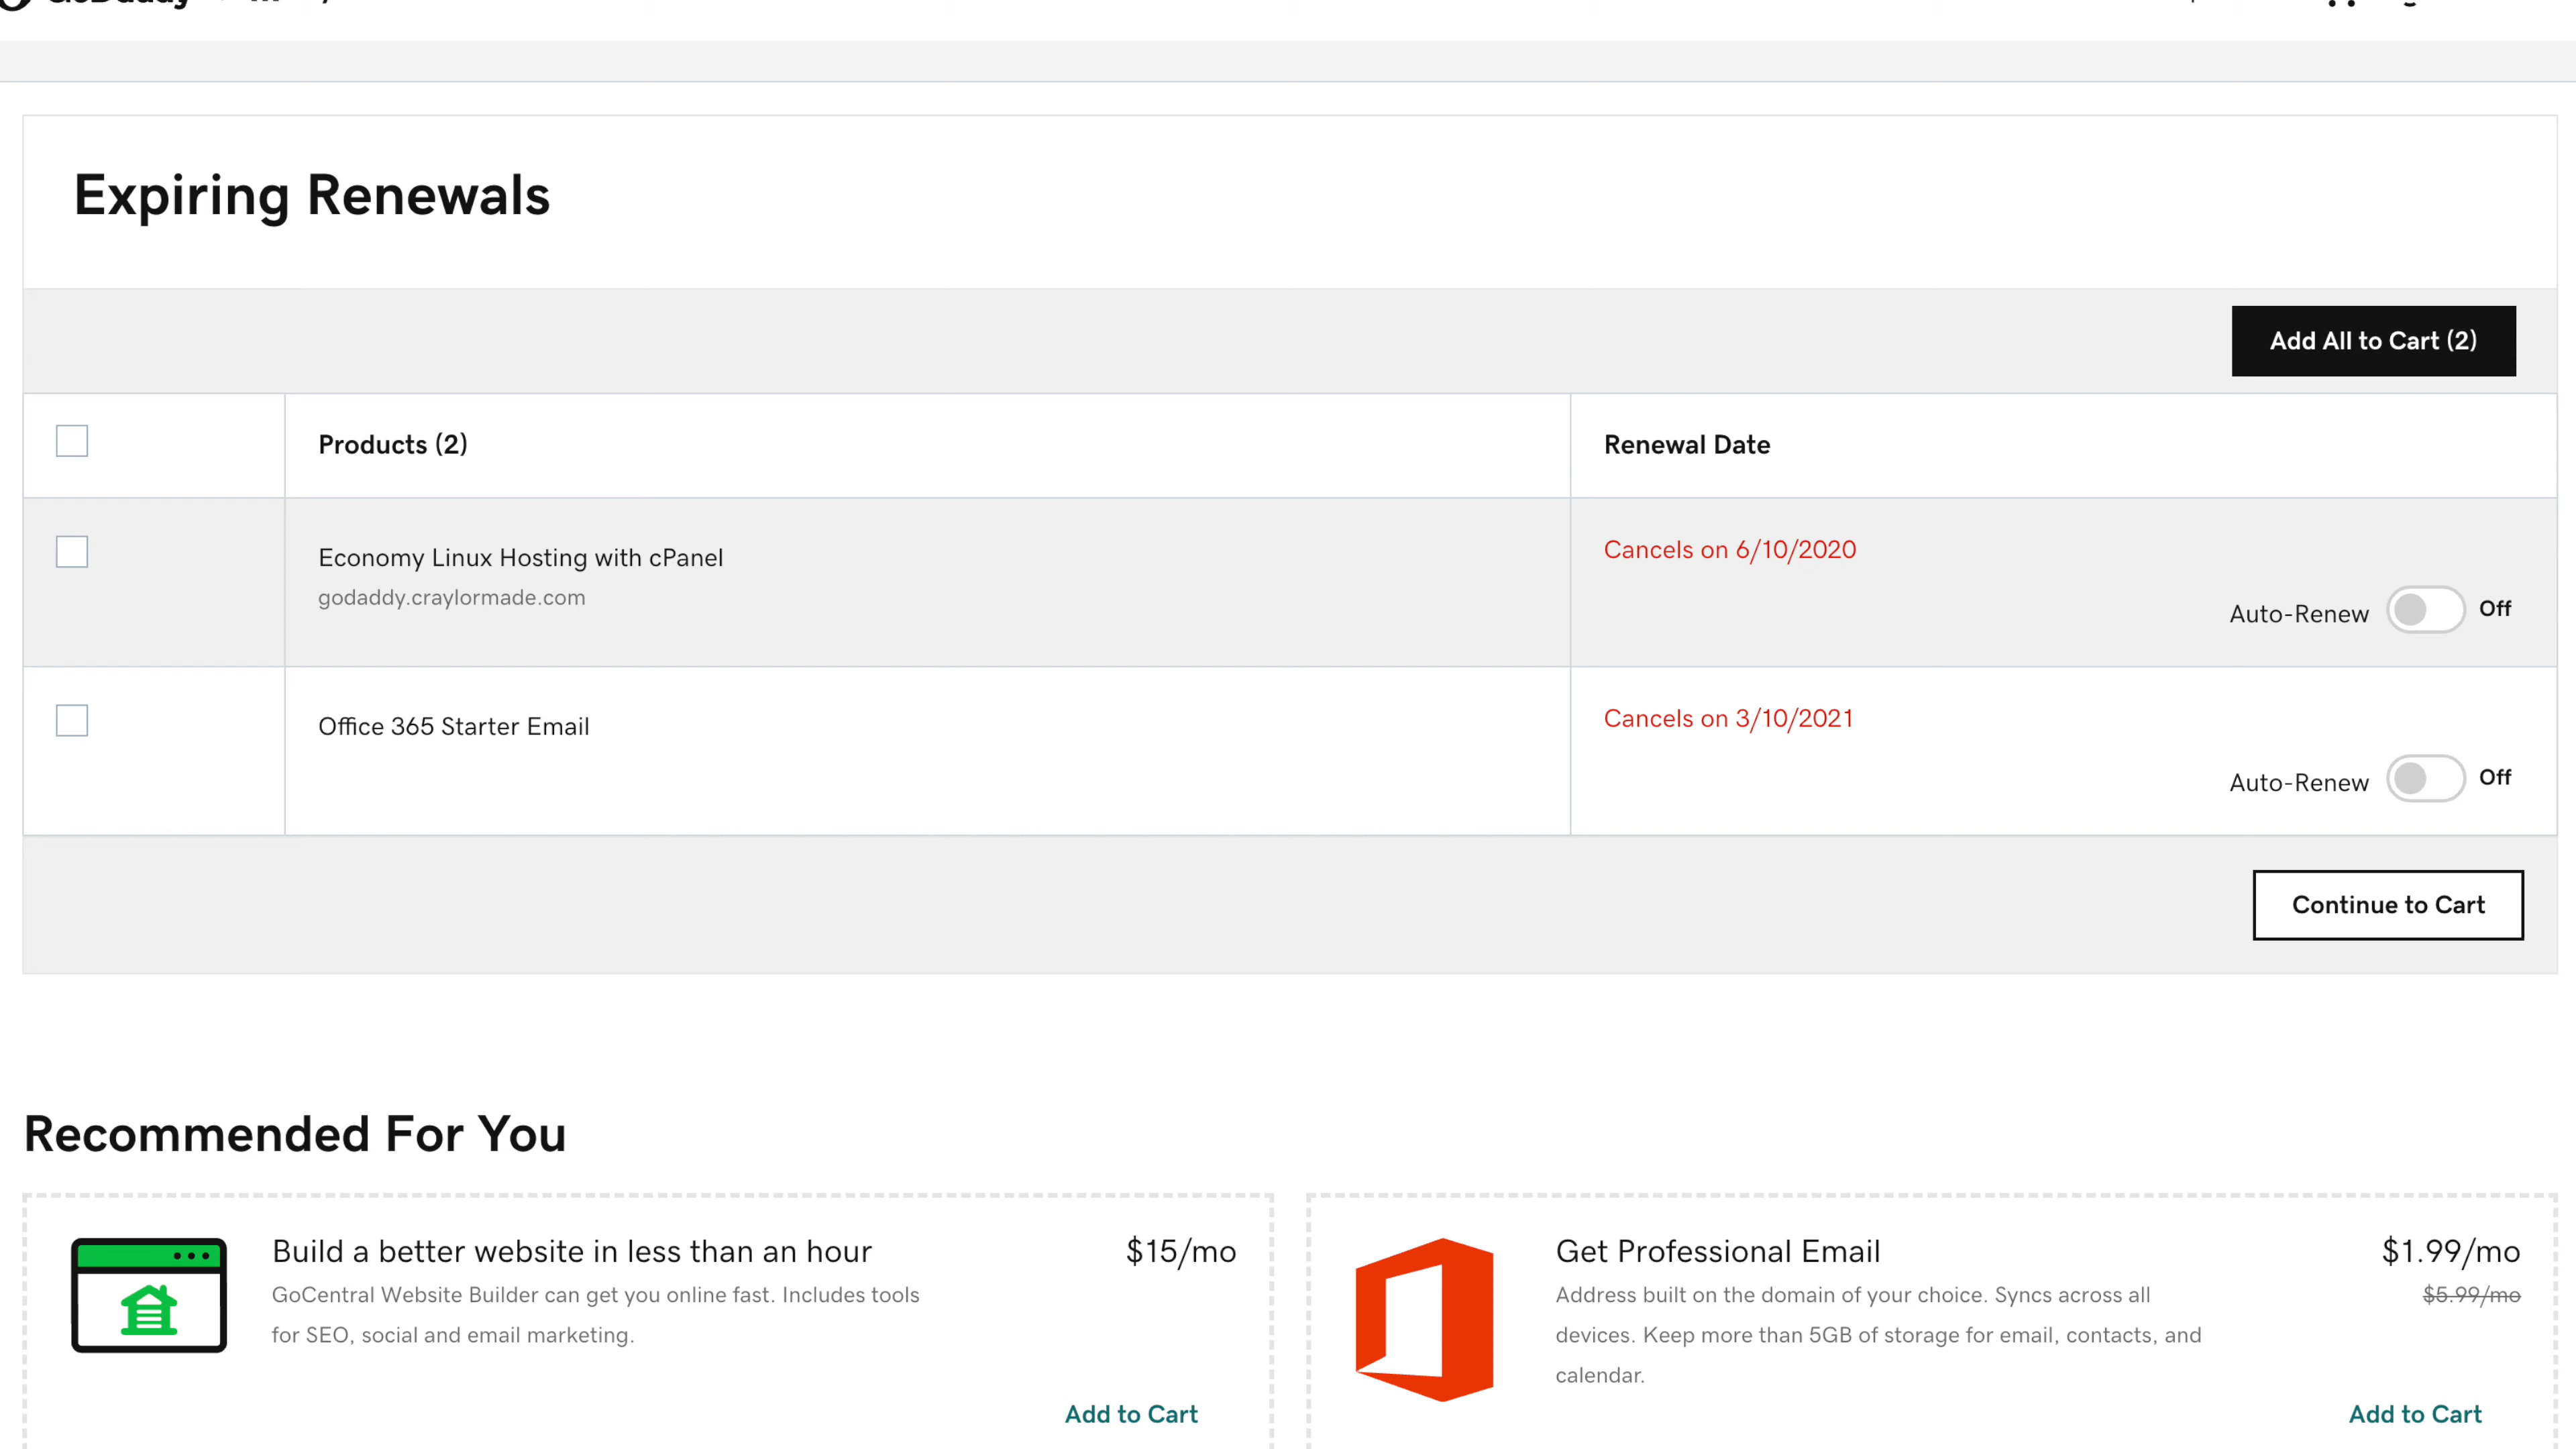 GoDaddy
Expiring Renewals
Add All to Cart (2)
Products (2)
Renewal Date
Economy Linux Hosting with cPanel
godaddy.craylormade.com
Cancels on 6/10/2020
Auto-Renew
Off
Office 365 Starter Email
Cancels on 3/10/2021
Auto-Renew
Off
Continue to Cart
Recommended For You
Build a better website in less than an hour
$15/mo
GoCentral Website Builder can get you online fast. Includes tools
for SEO, social and email marketing.
Add to Cart
Get Professional Email
$1.99/mo
Address built on the domain of your choice. Syncs across all
$5.99/mo
devices. Keep more than 5GB of storage for email, contacts, and
calendar.
Add to Cart